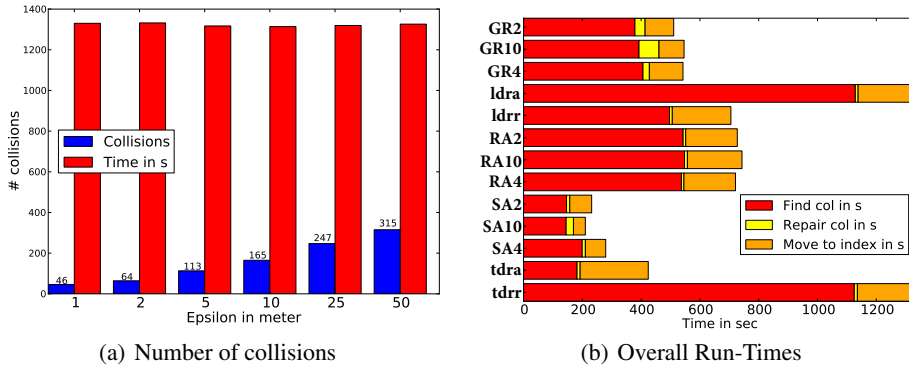 1400
1200
1000
800
600
400
200
0
# collisions
Collisions
Time in s
46
64
113
165
247
315
1 2 5 10 25 50
Epsilon in meter
(a) Number of collisions
GR2
GR10
GR4
ldra
ldrr
RA2
RA10
RA4
SA2
SA10
SA4
tdra
tdrr
Find col in s
Repair col in s
Move to index in s
0 200 400 600 800 1000 1200
Time in sec
(b) Overall Run-Times